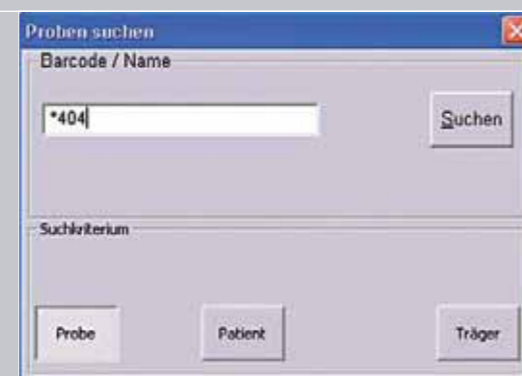 Proben suchen
Barcode / Name
*404
Suchen
Suchkriterium
Probe
Patient
Träger